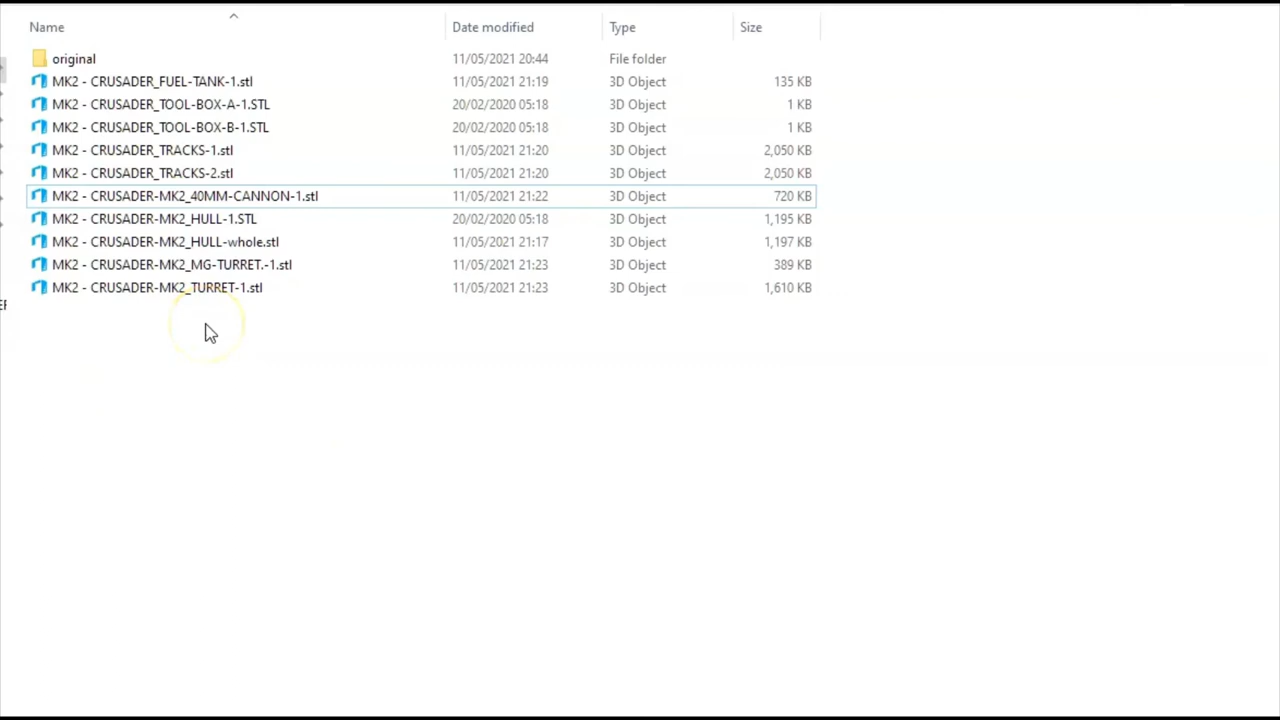 Name Date modified Type Size
original 11/05/2021 20:44 File folder
MK2 - CRUSADER_FUEL-TANK-1.stl 11/05/2021 21:19 3D Object 135 KB
MK2 - CRUSADER_TOOL-BOX-A-1.STL 20/02/2020 05:18 3D Object 1 KB
MK2 - CRUSADER_TOOL-BOX-B-1.STL 20/02/2020 05:18 3D Object 1 KB
MK2 - CRUSADER_TRACKS-1.stl 11/05/2021 21:20 3D Object 2,050 KB
MK2 - CRUSADER_TRACKS-2.stl 11/05/2021 21:20 3D Object 2,050 KB
MK2 - CRUSADER-MK2_40MM-CANNON-1.stl 11/05/2021 21:22 3D Object 720 KB
MK2 - CRUSADER-MK2_HULL-1.STL 20/02/2020 05:18 3D Object 1,195 KB
MK2 - CRUSADER-MK2_HULL-whole.stl 11/05/2021 21:17 3D Object 1,197 KB
MK2 - CRUSADER-MK2_MG-TURRET.-1.stl 11/05/2021 21:23 3D Object 389 KB
MK2 - CRUSADER-MK2_TURRET-1.stl 11/05/2021 21:23 3D Object 1,610 KB